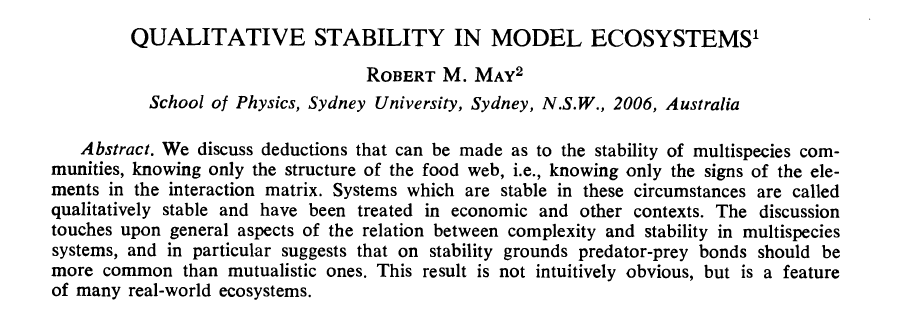 QUALITATIVE STABILITY IN MODEL ECOSYSTEMS¹
ROBERT M. MAY²
School of Physics, Sydney University, Sydney, N.S.W., 2006, Australia
Abstract. We discuss deductions that can be made as to the stability of multispecies com-
munities, knowing only the structure of the food web, i.e., knowing only the signs of the ele-
ments in the interaction matrix. Systems which are stable in these circumstances are called
qualitatively stable and have been treated in economic and other contexts. The discussion
touches upon general aspects of the relation between complexity and stability in multispecies
systems, and in particular suggests that on stability grounds predator-prey bonds should be
more common than mutualistic ones. This result is not intuitively obvious, but is a feature
of many real-world ecosystems.